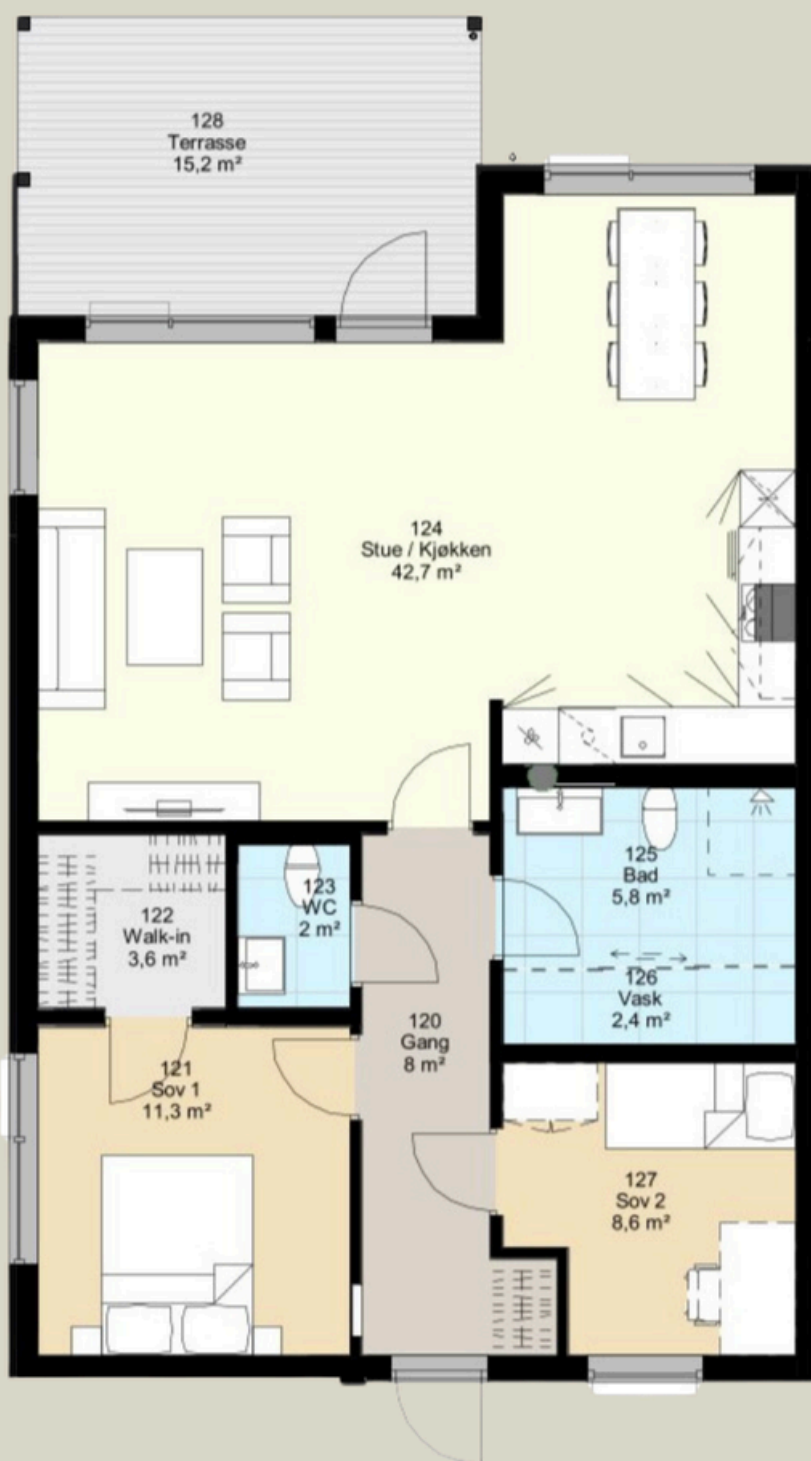 128
Terrasse
15,2 m²
124
Stue / Kjøkken
42,7 m²
125
Bad
5,8 m²
123
WC
2 m²
122
Walk-in
3,6 m²
126
Vask
2,4 m²
120
Gang
8 m²
121
Sov 1
11,3 m²
127
Sov 2
8,6 m²